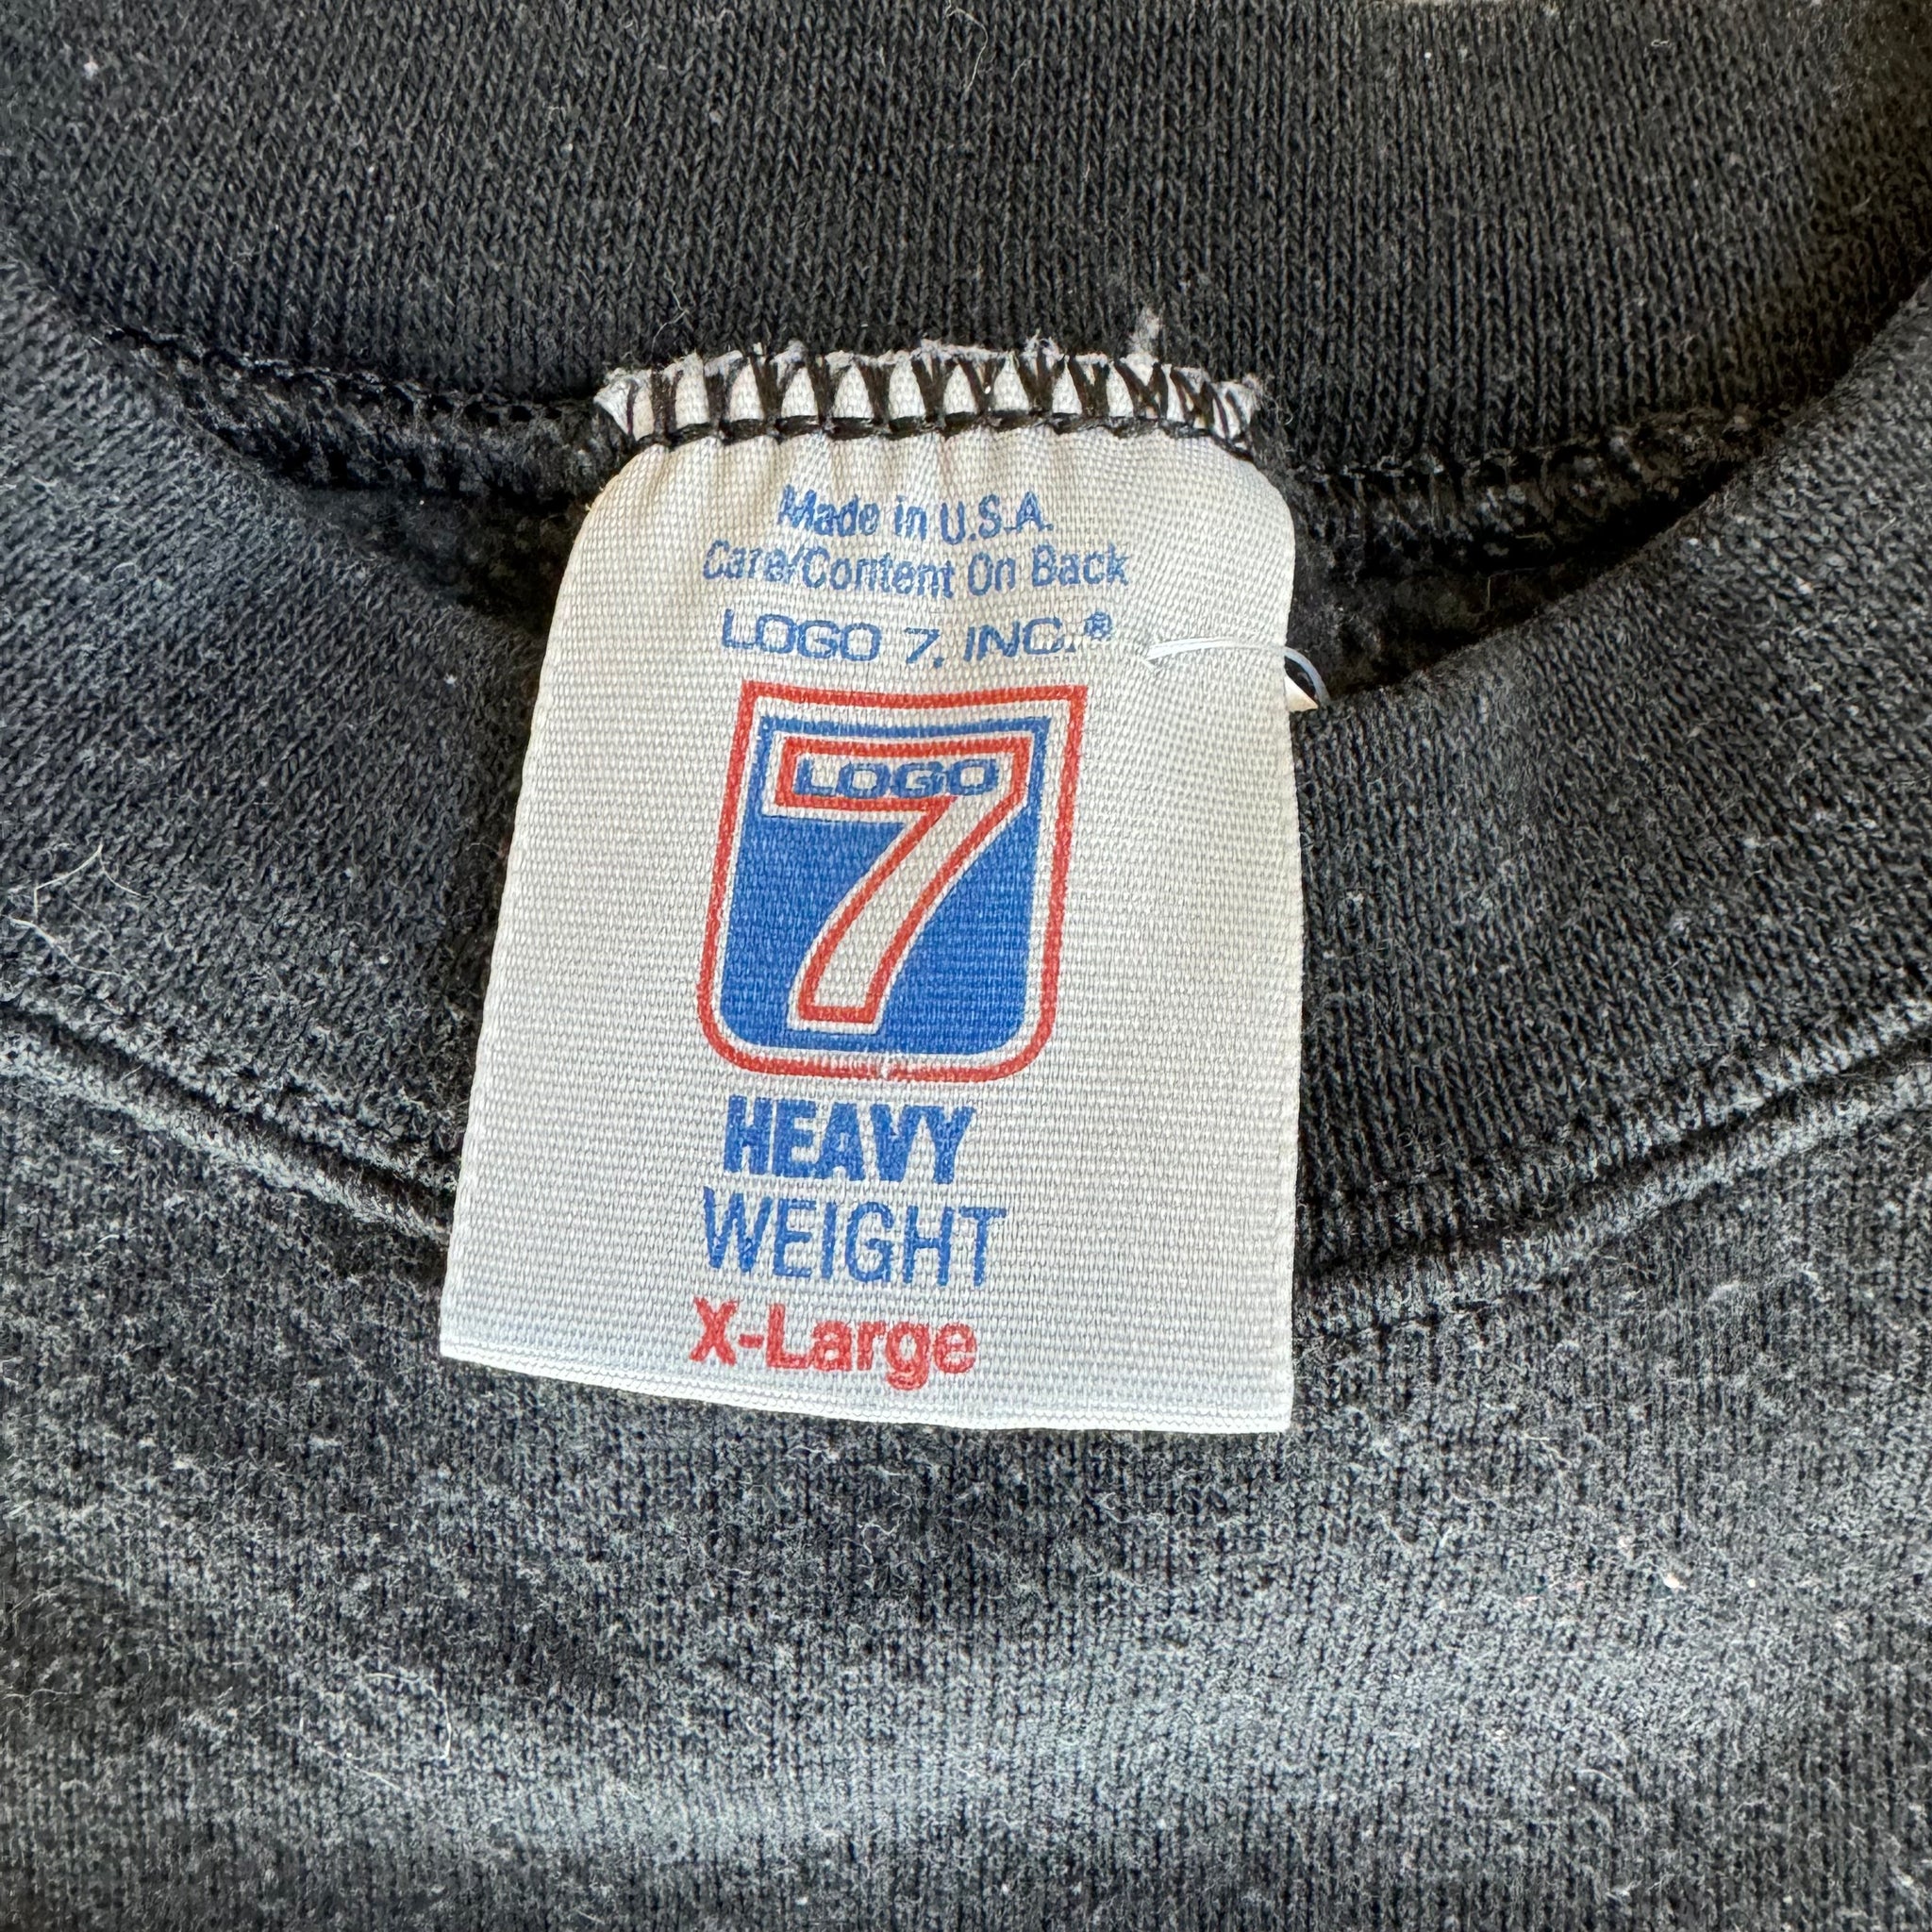 Made in U.S.A.
Care/Content On Back
LOGO 7, INC.®
LOGO
7
HEAVY
WEIGHT
X-Large